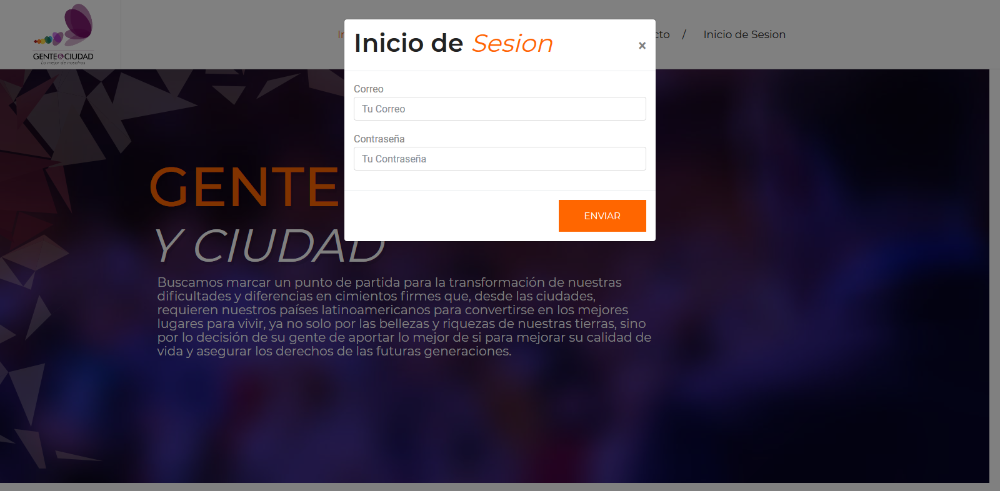 GENTE&CIUDAD
Lo mejor de nosotros
/ Inicio de Sesion
Inicio de Sesion
×
Correo
Tu Correo
Contraseña
Tu Contraseña
ENVIAR
GENTE
Y CIUDAD
Buscamos marcar un punto de partida para la transformación de nuestras
dificultades y diferencias en cimientos firmes que, desde las ciudades,
requieren nuestros países latinoamericanos para convertirse en los mejores
lugares para vivir, ya no solo por las bellezas y riquezas de nuestras tierras, sino
por lo decisión de su gente de aportar lo mejor de si para mejorar su calidad de
vida y asegurar los derechos de las futuras generaciones.